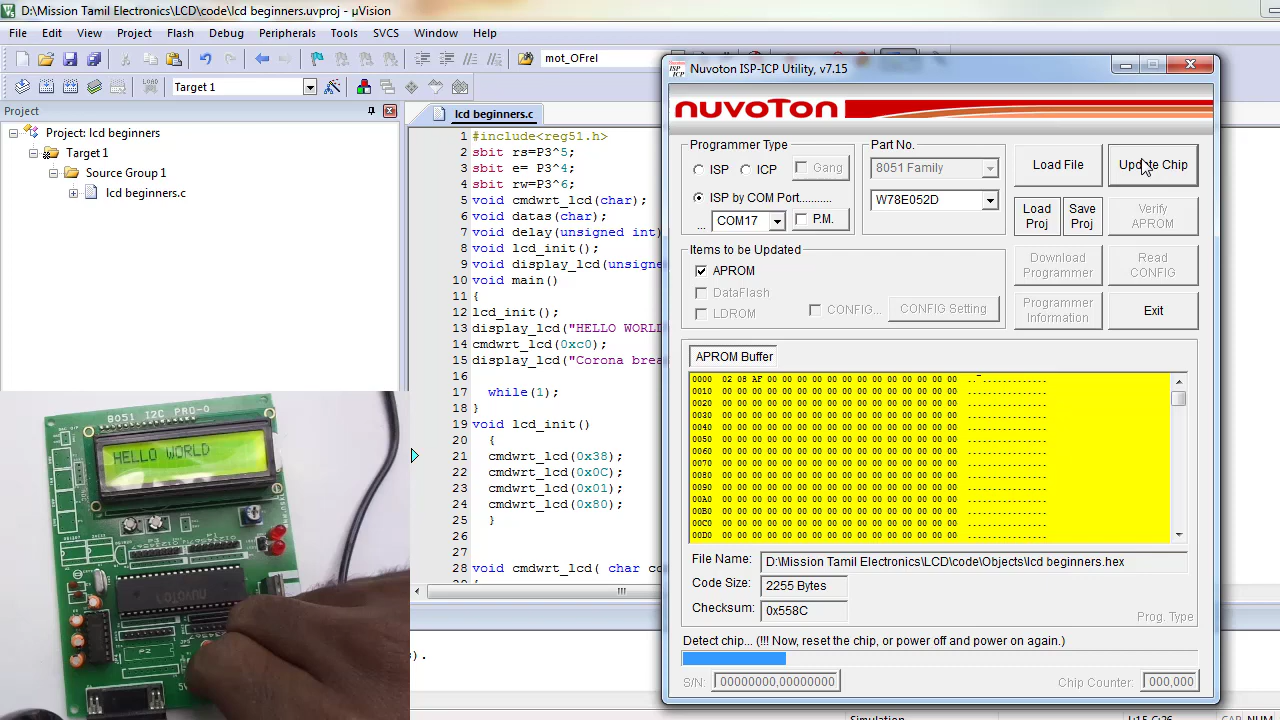 D:\Mission Tamil Electronics\LCD\code\lcd beginners.uvproj - µVision
File Edit View Project Flash Debug Peripherals Tools SVCS Window Help
mot_OFrel
LOAD Target 1
Project
Project: lcd beginners
Target 1
Source Group 1
lcd beginners.c
lcd beginners.c
1 #include<reg51.h>
2 sbit rs=P3^5;
3 sbit e= P3^4;
4 sbit rw=P3^6;
5 void cmdwrt_lcd(char);
6 void datas(char);
7 void delay(unsigned int)
8 void lcd_init();
9 void display_lcd(unsigne
10 void main()
11 {
12 lcd_init();
13 display_lcd("HELLO WORLD
14 cmdwrt_lcd(0xc0);
15 display_lcd("Corona brea
16
17 while(1);
18 }
19 void lcd_init()
20 {
21 cmdwrt_lcd(0x38);
22 cmdwrt_lcd(0x0C);
23 cmdwrt_lcd(0x01);
24 cmdwrt_lcd(0x80);
25 }
26
27
28 void cmdwrt_lcd( char co
Nuvoton ISP-ICP Utility, v7.15
nuvoTon
Programmer Type
ISP ICP Gang
ISP by COM Port..........
... COM17 P.M.
Part No.
8051 Family
W78E052D
Load File Update Chip
Load Proj Save Proj Verify APROM
Download Programmer Read CONFIG
Programmer Information Exit
Items to be Updated
APROM
DataFlash
LDROM CONFIG... CONFIG Setting
APROM Buffer
0000 02 08 AF 00 00 00 00 00 00 00 00 00 00 00 00 00 ..¯.............
0010 00 00 00 00 00 00 00 00 00 00 00 00 00 00 00 00 ................
0020 00 00 00 00 00 00 00 00 00 00 00 00 00 00 00 00 ................
0030 00 00 00 00 00 00 00 00 00 00 00 00 00 00 00 00 ................
0040 00 00 00 00 00 00 00 00 00 00 00 00 00 00 00 00 ................
0050 00 00 00 00 00 00 00 00 00 00 00 00 00 00 00 00 ................
0060 00 00 00 00 00 00 00 00 00 00 00 00 00 00 00 00 ................
0070 00 00 00 00 00 00 00 00 00 00 00 00 00 00 00 00 ................
0080 00 00 00 00 00 00 00 00 00 00 00 00 00 00 00 00 ................
0090 00 00 00 00 00 00 00 00 00 00 00 00 00 00 00 00 ................
00A0 00 00 00 00 00 00 00 00 00 00 00 00 00 00 00 00 ................
00B0 00 00 00 00 00 00 00 00 00 00 00 00 00 00 00 00 ................
00C0 00 00 00 00 00 00 00 00 00 00 00 00 00 00 00 00 ................
00D0 00 00 00 00 00 00 00 00 00 00 00 00 00 00 00 00 ................
File Name: D:\Mission Tamil Electronics\LCD\code\Objects\lcd beginners.hex
Code Size: 2255 Bytes
Checksum: 0x558C
Prog. Type
Detect chip... (!!! Now, reset the chip, or power off and power on again.)
S/N: 00000000,00000000 Chip Counter: 000,000
Simulation
8051 I2C PRO-0
HELLO WORLD
nuvoTon
P2
5V
).